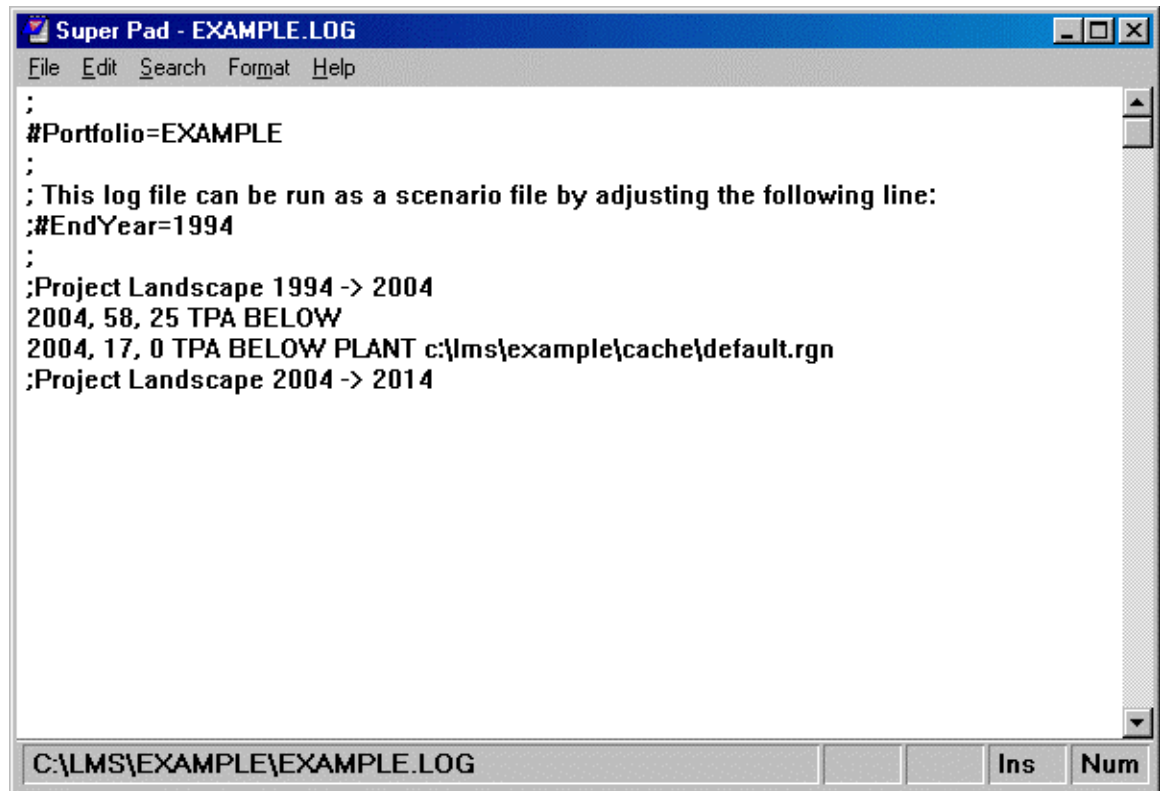 Super Pad - EXAMPLE.LOG
File Edit Search Format Help
;
#Portfolio=EXAMPLE
;
; This log file can be run as a scenario file by adjusting the following line:
;#EndYear=1994
;
;Project Landscape 1994 -> 2004
2004, 58, 25 TPA BELOW
2004, 17, 0 TPA BELOW PLANT c:\lms\example\cache\default.rgn
;Project Landscape 2004 -> 2014
C:\LMS\EXAMPLE\EXAMPLE.LOG Ins Num